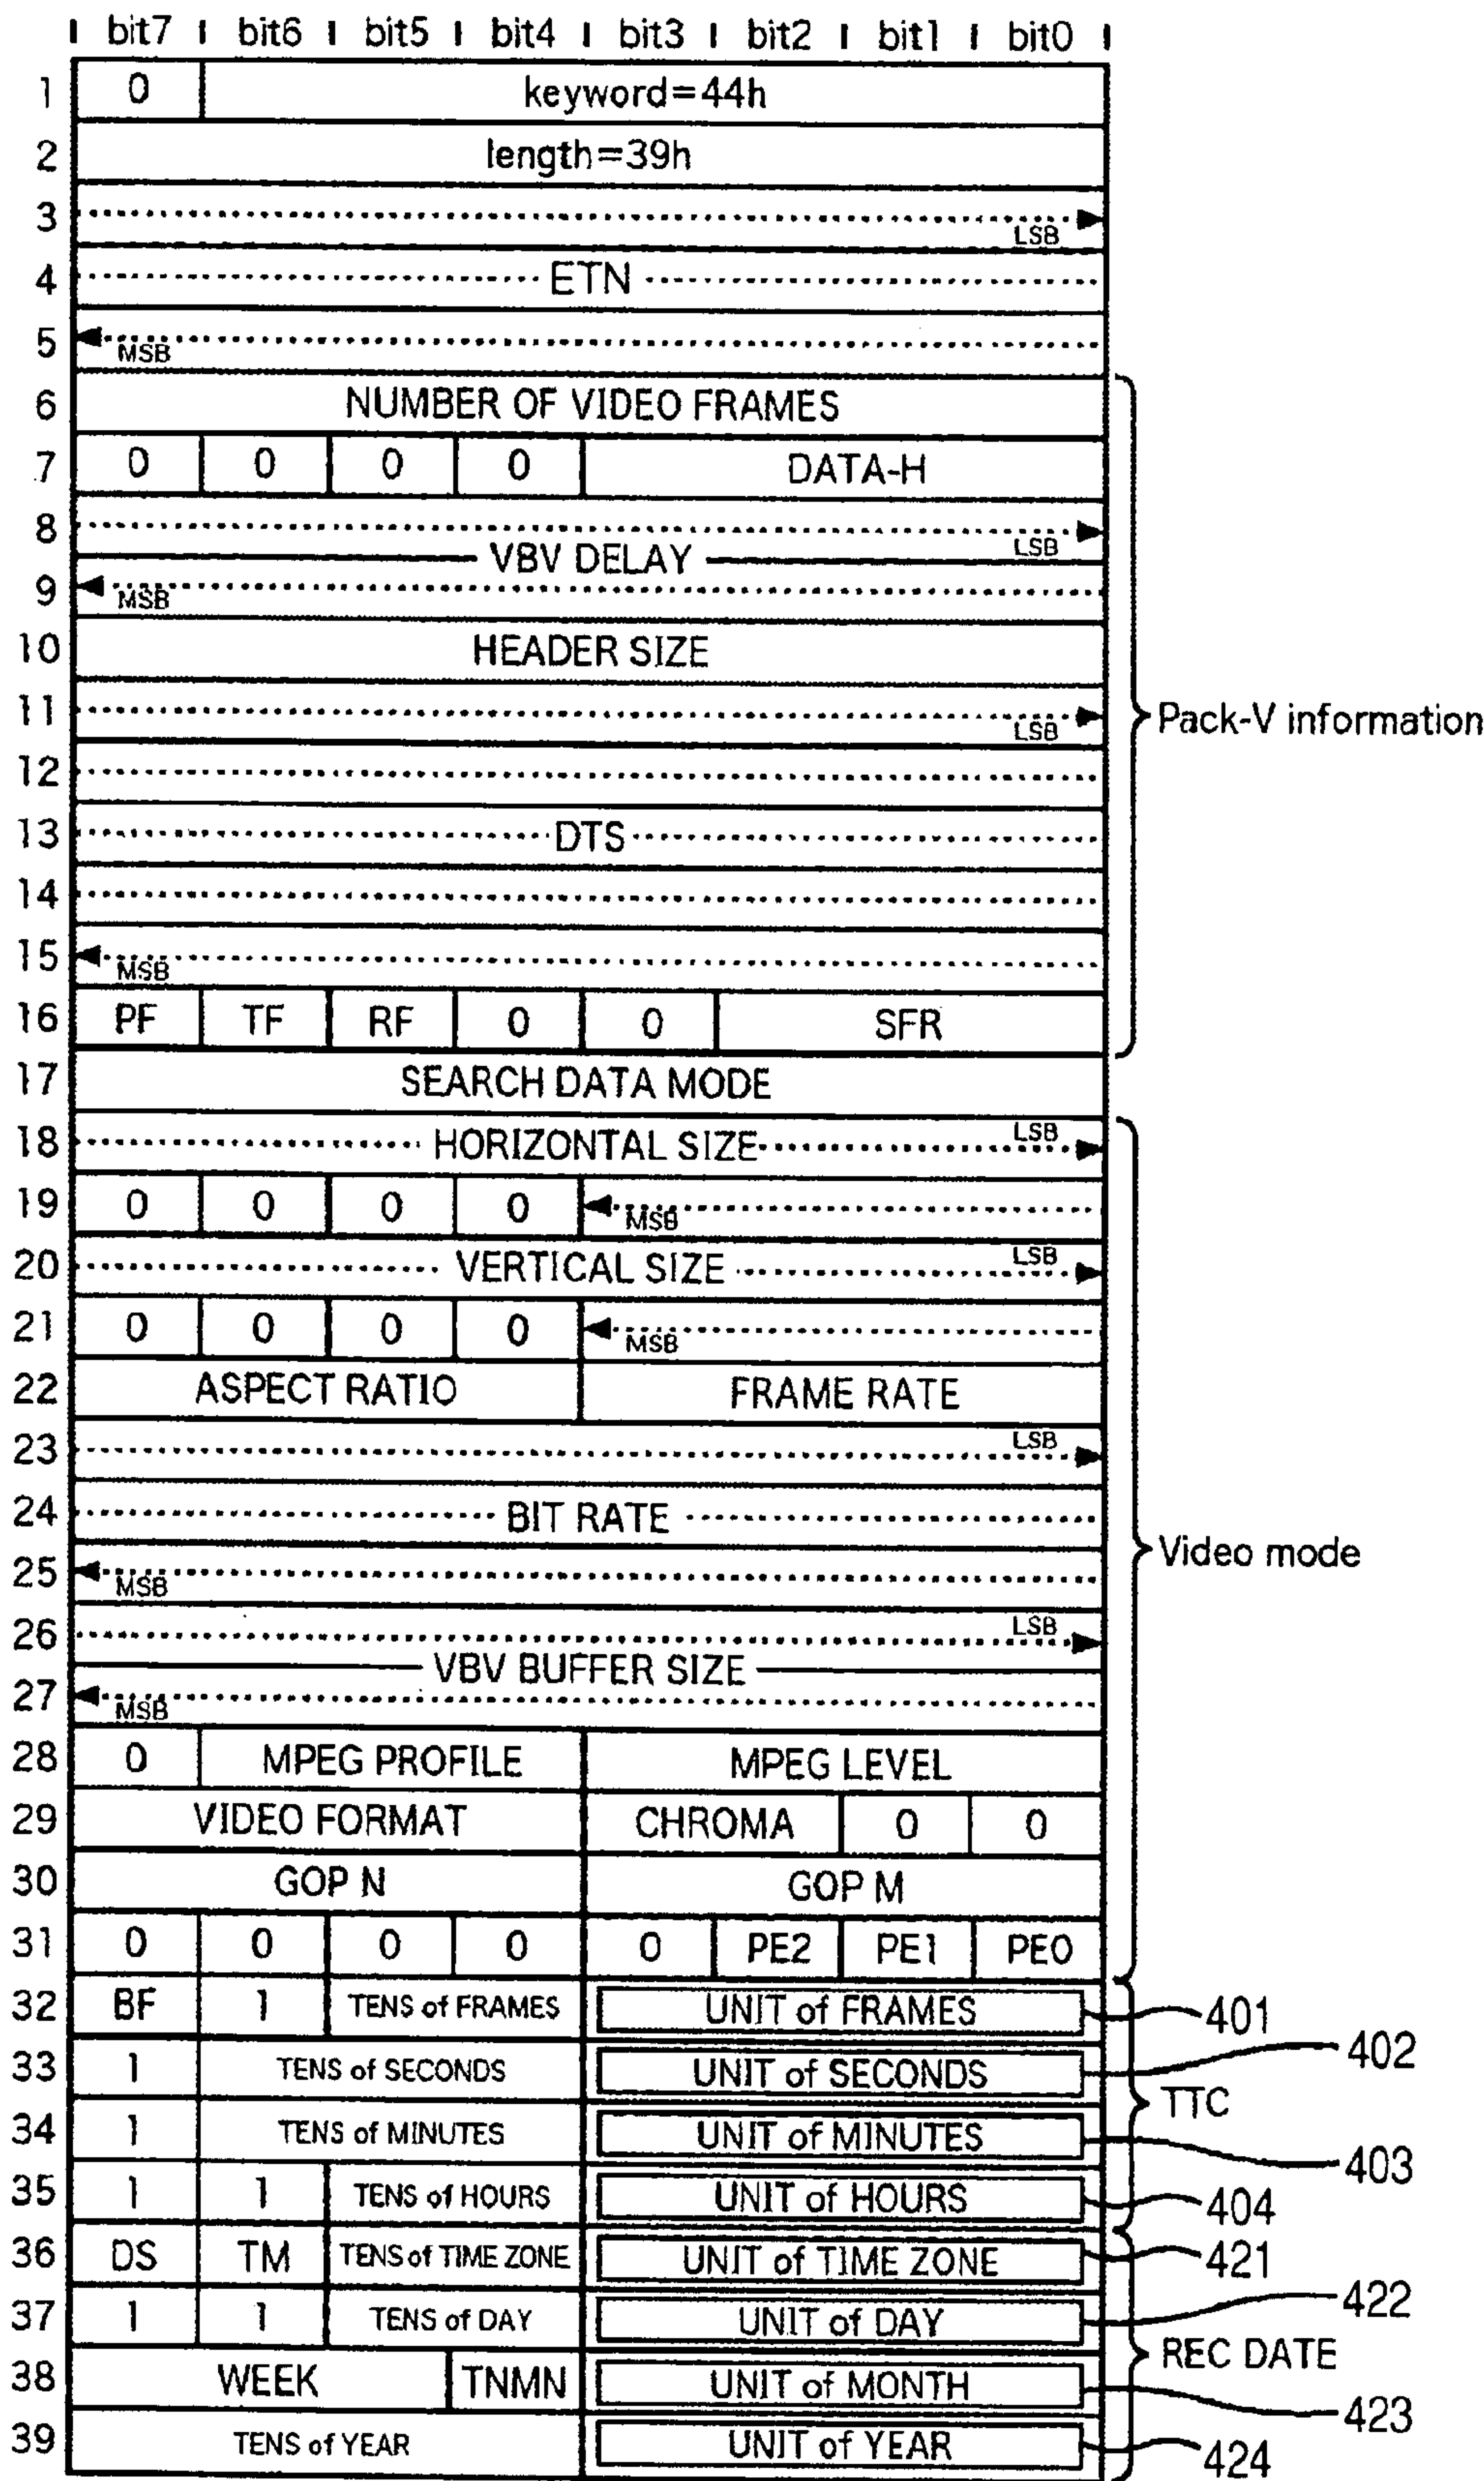 bit7 bit6 bit5 bit4 bit3 bit2 bit1 bit0
1 0 keyword=44h
2 length=39h
3 LSB
4 ETN
5 MSB
6 NUMBER OF VIDEO FRAMES
7 0 0 0 0 DATA-H
8 LSB
VBV DELAY
9 MSB
10 HEADER SIZE
11 LSB
Pack-V information
12
13 DTS
14
15 MSB
16 PF TF RF 0 0 SFR
17 SEARCH DATA MODE
18 HORIZONTAL SIZE LSB
19 0 0 0 0 MSB
20 VERTICAL SIZE LSB
21 0 0 0 0 MSB
22 ASPECT RATIO FRAME RATE
23 LSB
24 BIT RATE
Video mode
25 MSB
26 LSB
VBV BUFFER SIZE
27 MSB
28 0 MPEG PROFILE MPEG LEVEL
29 VIDEO FORMAT CHROMA 0 0
30 GOP N GOP M
31 0 0 0 0 0 PE2 PE1 PE0
32 BF 1 TENS of FRAMES UNIT of FRAMES 401
33 1 TENS of SECONDS UNIT of SECONDS 402
TTC
34 1 TENS of MINUTES UNIT of MINUTES 403
35 1 1 TENS of HOURS UNIT of HOURS 404
36 DS TM TENS of TIME ZONE UNIT of TIME ZONE 421
37 1 1 TENS of DAY UNIT of DAY 422
REC DATE
38 WEEK TNMN UNIT of MONTH 423
39 TENS of YEAR UNIT of YEAR 424